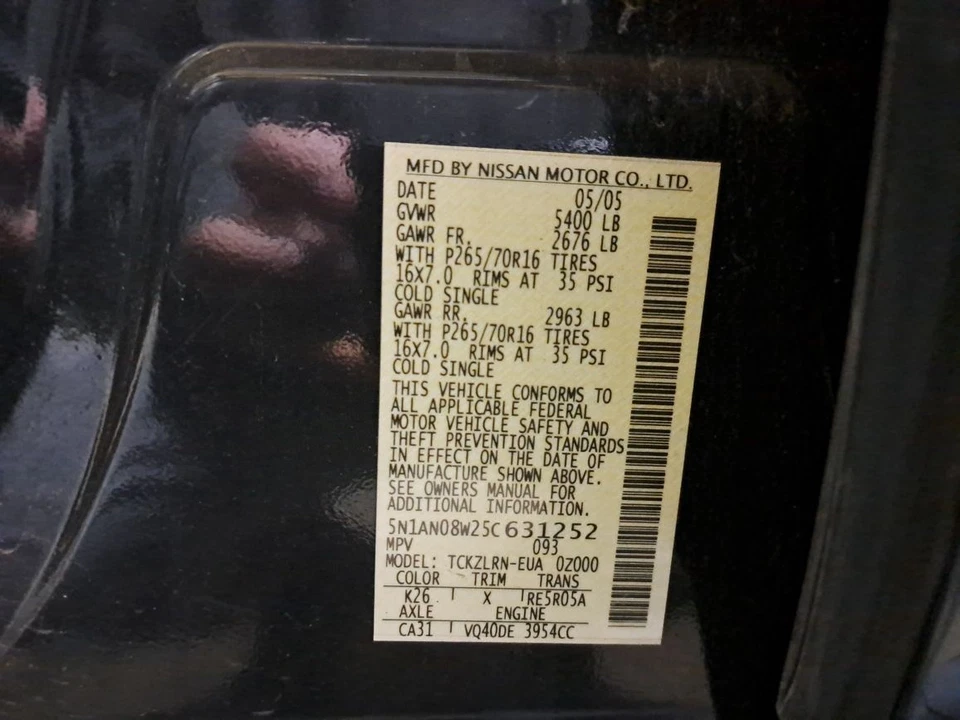 MFD BY NISSAN MOTOR CO., LTD.
DATE 05/05
GVWR 5400 LB
GAWR FR. 2676 LB
WITH P265/70R16 TIRES
16X7.0 RIMS AT 35 PSI
COLD SINGLE
GAWR RR. 2963 LB
WITH P265/70R16 TIRES
16X7.0 RIMS AT 35 PSI
COLD SINGLE
THIS VEHICLE CONFORMS TO
ALL APPLICABLE FEDERAL
MOTOR VEHICLE SAFETY AND
THEFT PREVENTION STANDARDS
IN EFFECT ON THE DATE OF
MANUFACTURE SHOWN ABOVE.
SEE OWNERS MANUAL FOR
ADDITIONAL INFORMATION.
5N1AN08W25C631252
MPV 093
MODEL: TCKZLRN-EUA 0Z000
COLOR TRIM TRANS
K26 X RE5R05A
AXLE ENGINE
CA31 VQ40DE 3954CC